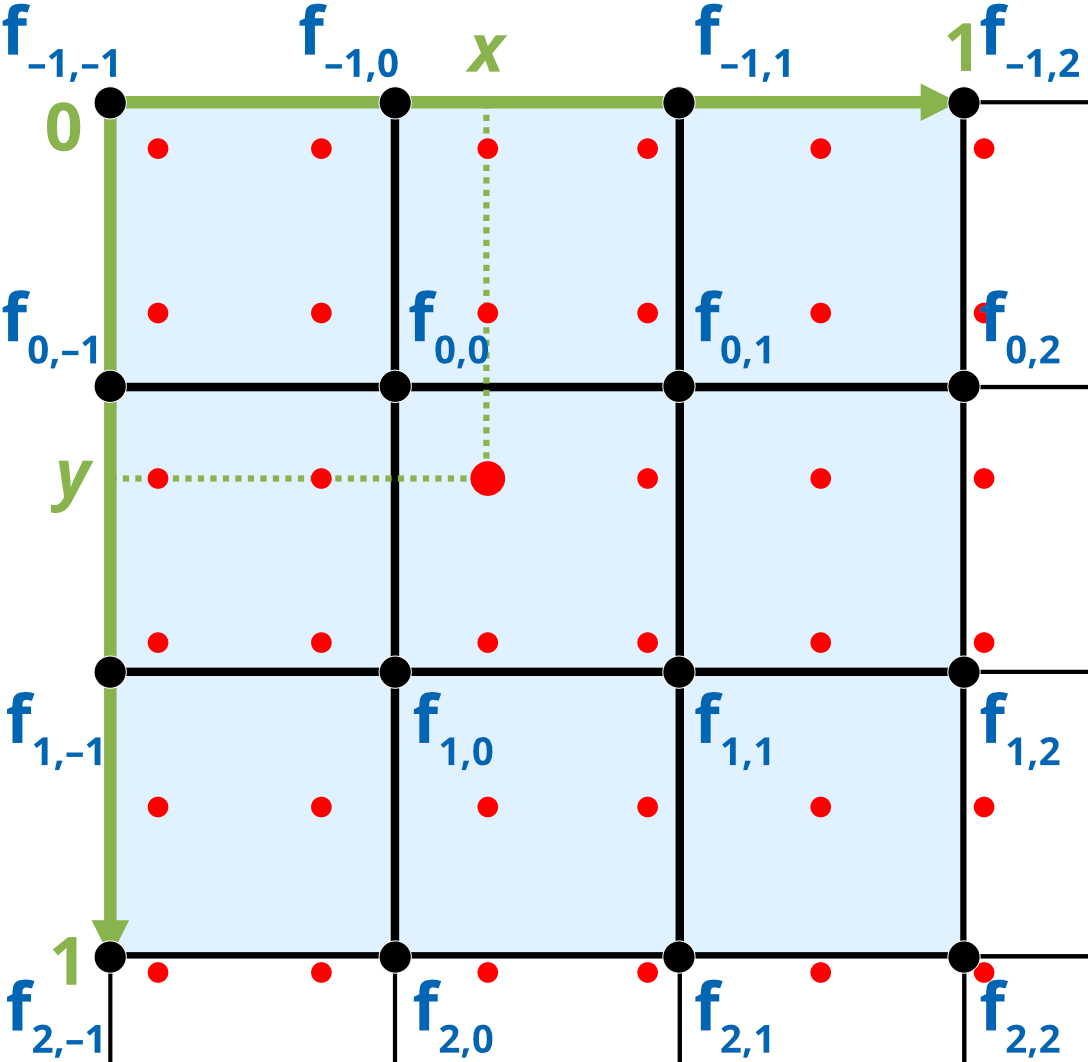 f–1,–1 f–1,0 x f–1,1 1 f–1,2
0
f0,–1 f0,0 f0,1 f0,2
y
f1,–1 f1,0 f1,1 f1,2
1
f2,–1 f2,0 f2,1 f2,2